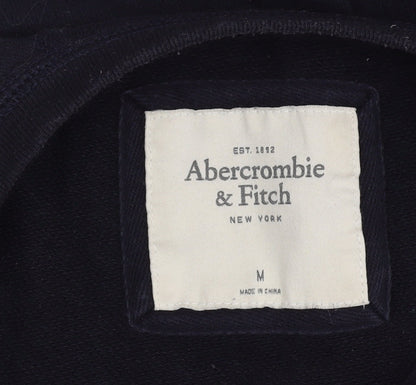 EST. 1892
Abercrombie
& Fitch
NEW YORK
M
MADE IN CHINA